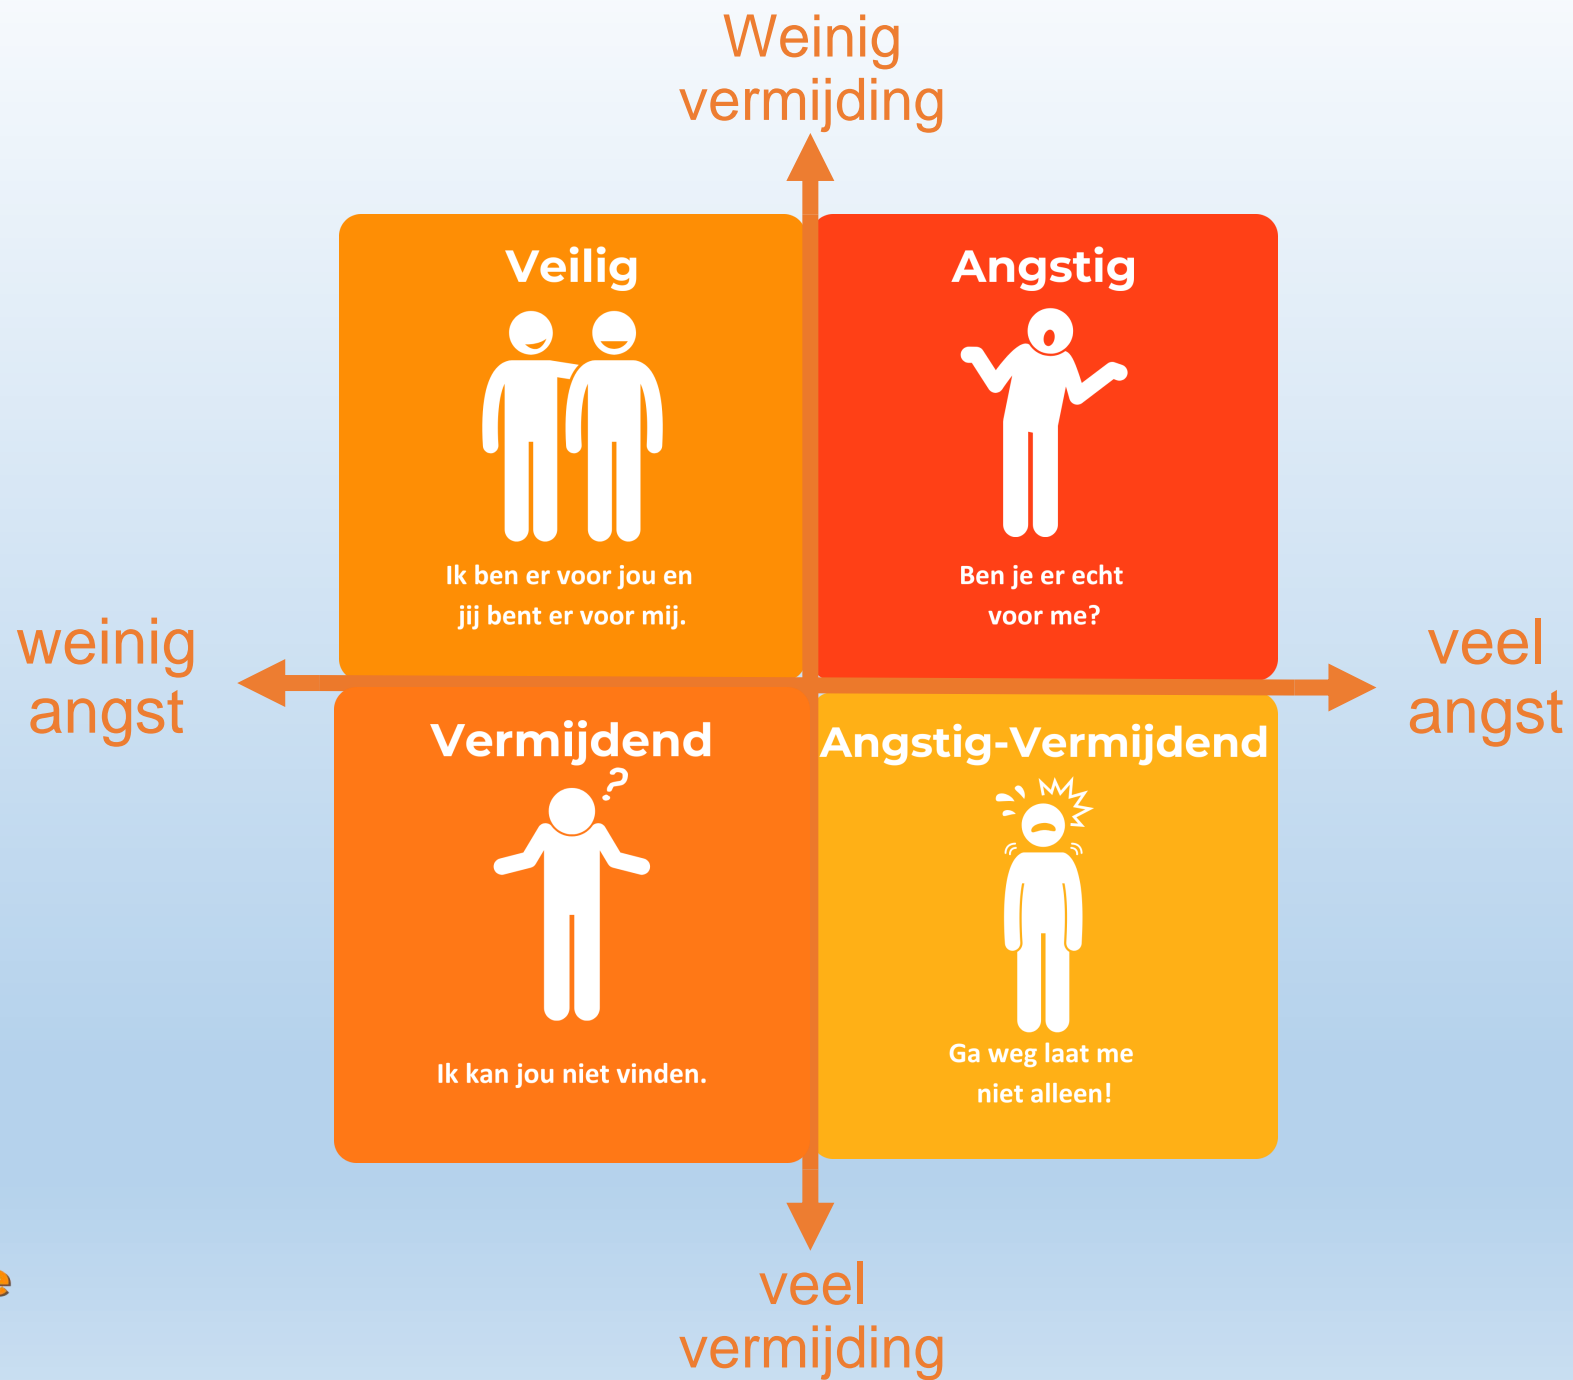 Weinig
vermijding
Veilig
Angstig
Ik ben er voor jou en
jij bent er voor mij.
Ben je er echt
voor me?
weinig
angst
veel
angst
Vermijdend
?
Angstig-Vermijdend
Ik kan jou niet vinden.
Ga weg laat me
niet alleen!
e
veel
vermijding